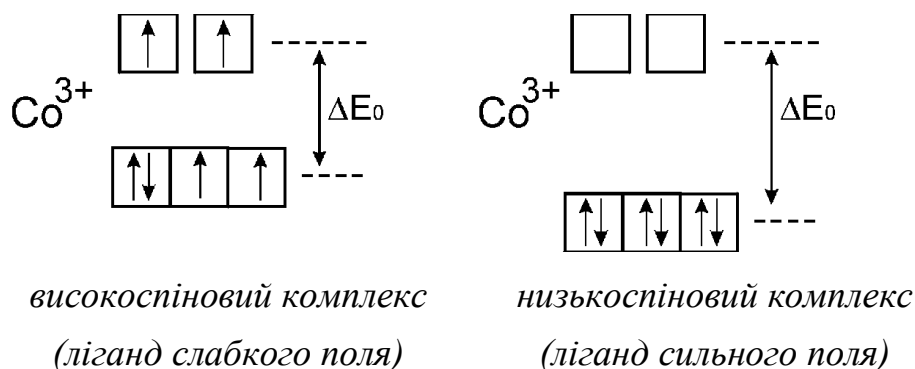 Co³⁺ ΔE₀
Co³⁺ ΔE₀
високоспіновий комплекс
(ліганд слабкого поля)
низькоспіновий комплекс
(ліганд сильного поля)